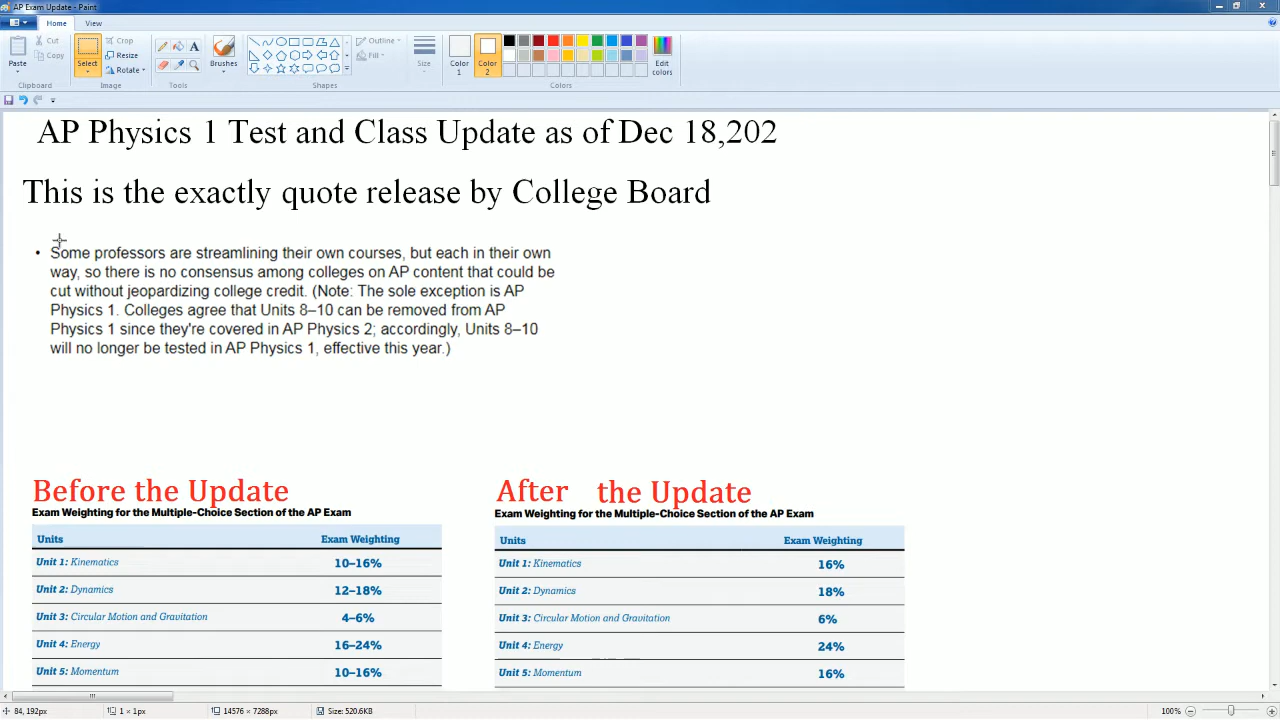 AP Exam Update - Paint
Home View
Paste
Cut
Copy
Clipboard
Select
Crop
Resize
Rotate
Image
A
Tools
Brushes
Outline
Fill
Shapes
Size
Color 1
Color 2
Edit colors
Colors
AP Physics 1 Test and Class Update as of Dec 18,202
This is the exactly quote release by College Board
• Some professors are streamlining their own courses, but each in their own
way, so there is no consensus among colleges on AP content that could be
cut without jeopardizing college credit. (Note: The sole exception is AP
Physics 1. Colleges agree that Units 8–10 can be removed from AP
Physics 1 since they're covered in AP Physics 2; accordingly, Units 8–10
will no longer be tested in AP Physics 1, effective this year.)
Before the Update
Exam Weighting for the Multiple-Choice Section of the AP Exam
Units Exam Weighting
Unit 1: Kinematics 10–16%
Unit 2: Dynamics 12–18%
Unit 3: Circular Motion and Gravitation 4–6%
Unit 4: Energy 16–24%
Unit 5: Momentum 10–16%
After the Update
Exam Weighting for the Multiple-Choice Section of the AP Exam
Units Exam Weighting
Unit 1: Kinematics 16%
Unit 2: Dynamics 18%
Unit 3: Circular Motion and Gravitation 6%
Unit 4: Energy 24%
Unit 5: Momentum 16%
84, 192px
1 × 1px
14576 × 7288px
Size: 520.6KB
100%